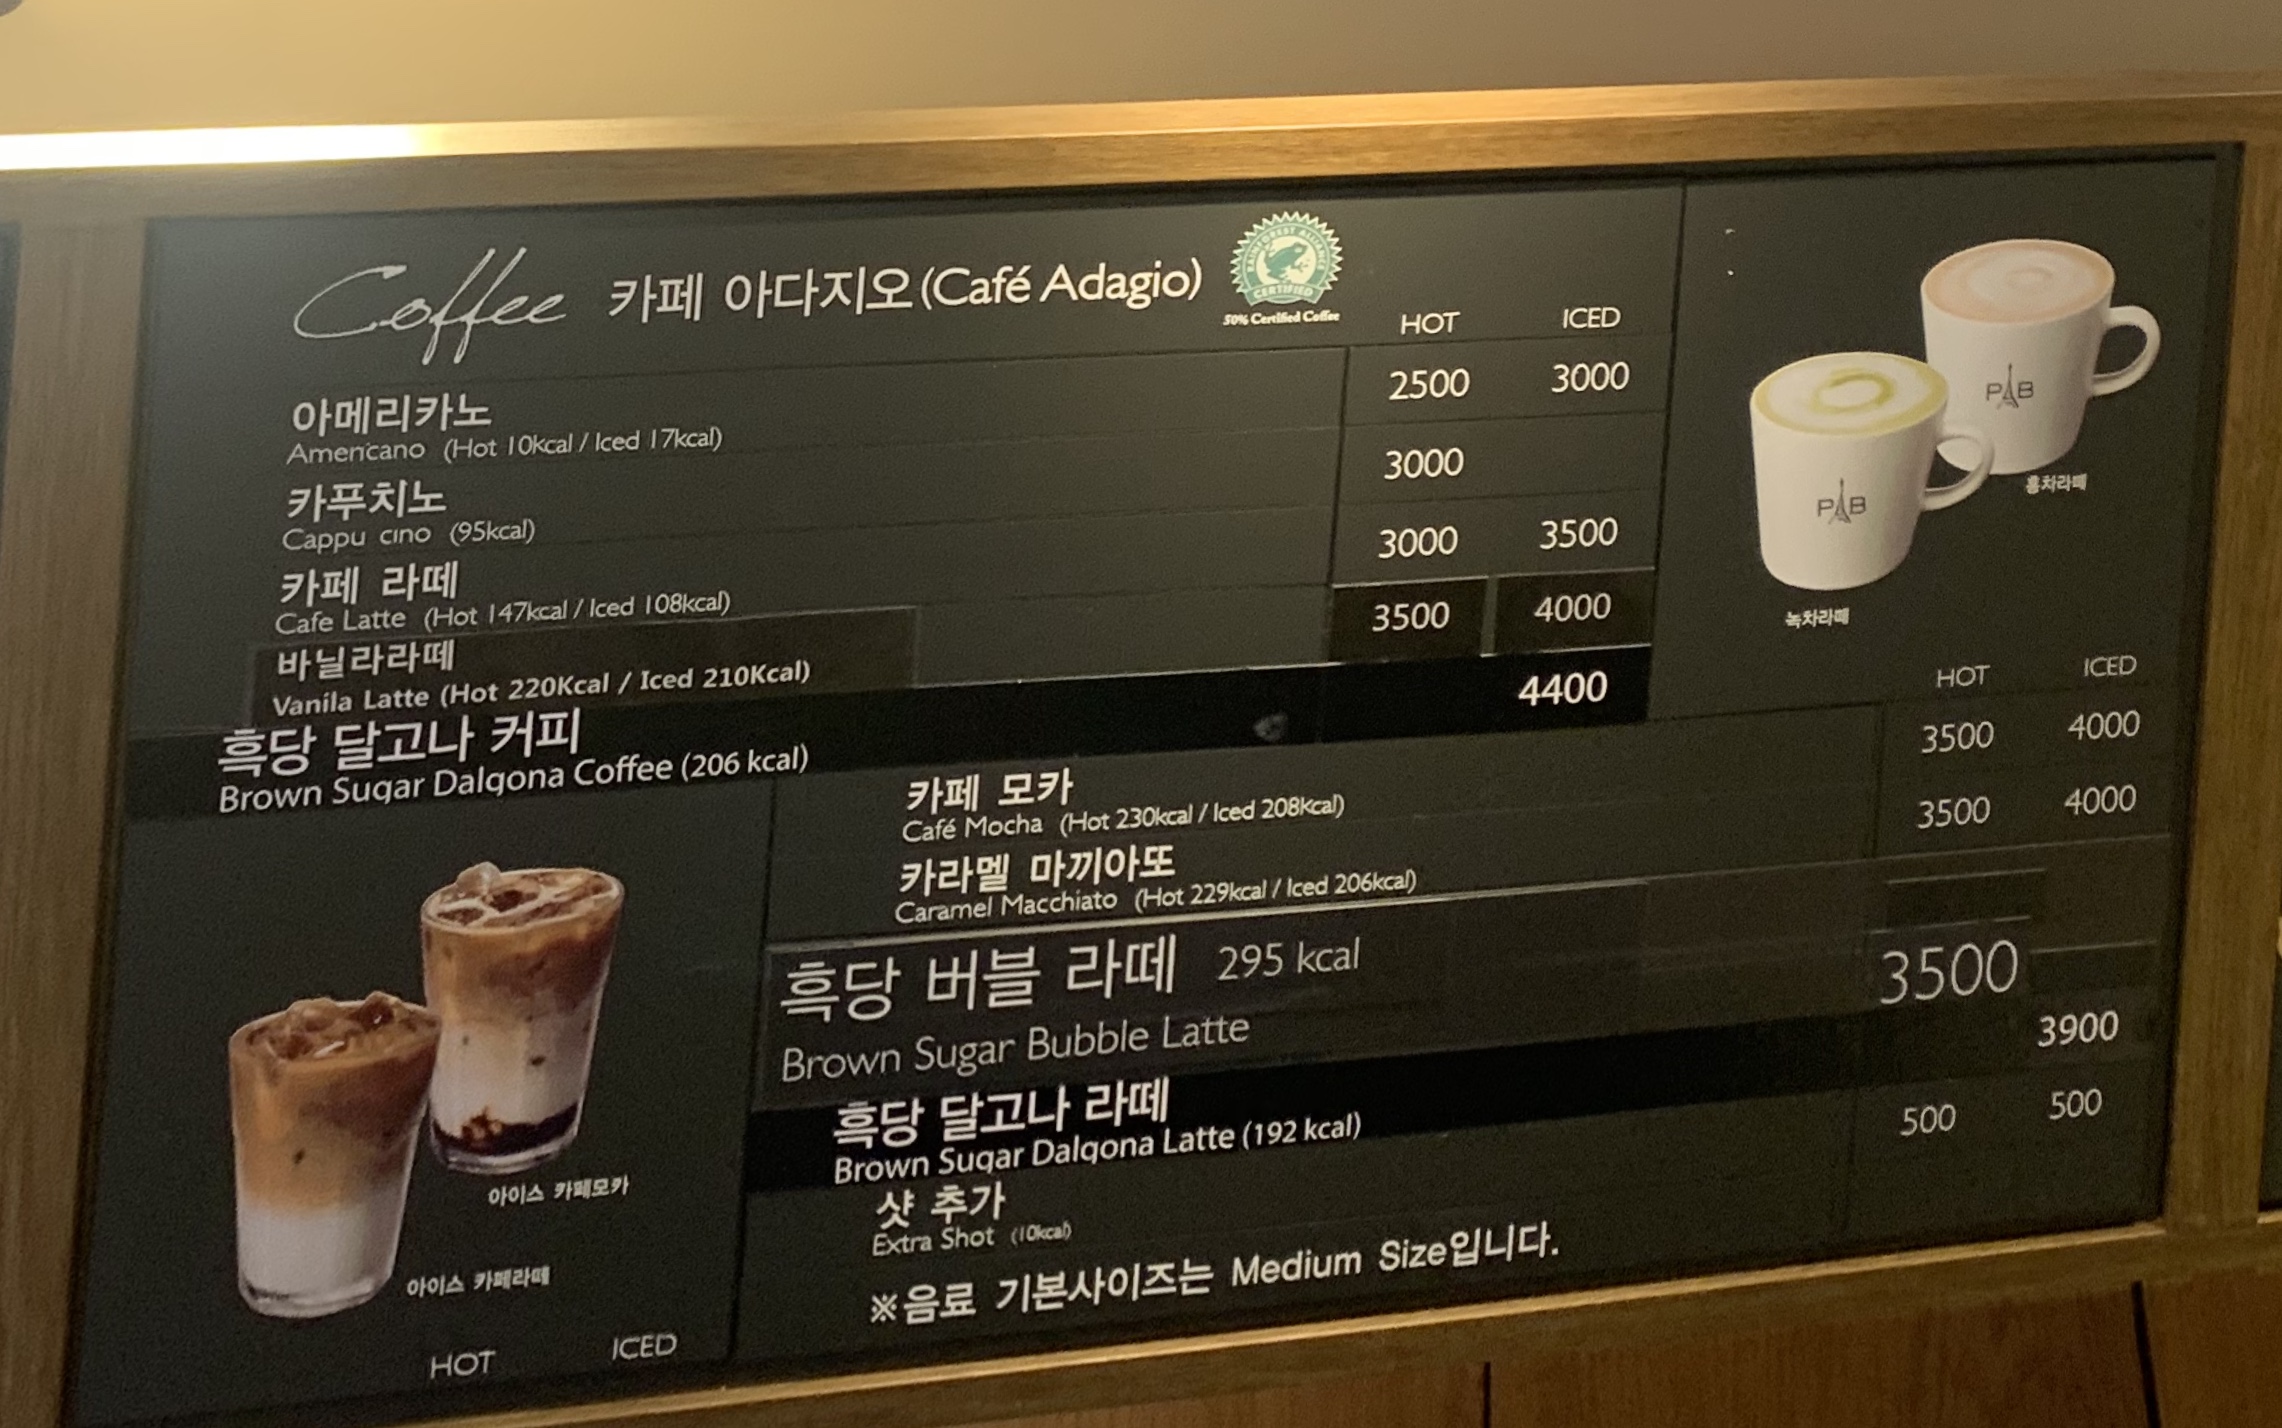 Coffee 카페 아다지오(Café Adagio)
RAINFOREST ALLIANCE
CERTIFIED
50% Certified Coffee
HOT ICED
아메리카노 2500 3000
Americano (Hot 10kcal / Iced 17kcal)
카푸치노 3000
Cappu cino (95kcal)
카페 라떼 3000 3500
Cafe Latte (Hot 147kcal / Iced 108kcal)
바닐라라떼 3500 4000
Vanila Latte (Hot 220Kcal / Iced 210Kcal)
흑당 달고나 커피 4400
Brown Sugar Dalgona Coffee (206 kcal)
PB
홍차라떼
PB
녹차라떼
HOT ICED
카페 모카 3500 4000
Café Mocha (Hot 230kcal / Iced 208kcal)
카라멜 마끼아또 3500 4000
Caramel Macchiato (Hot 229kcal / Iced 206kcal)
흑당 버블 라떼 295 kcal 3500
Brown Sugar Bubble Latte
흑당 달고나 라떼 3900
Brown Sugar Dalgona Latte (192 kcal)
샷 추가 500 500
Extra Shot (10kcal)
※음료 기본사이즈는 Medium Size입니다.
아이스 카페모카
아이스 카페라떼
HOT ICED